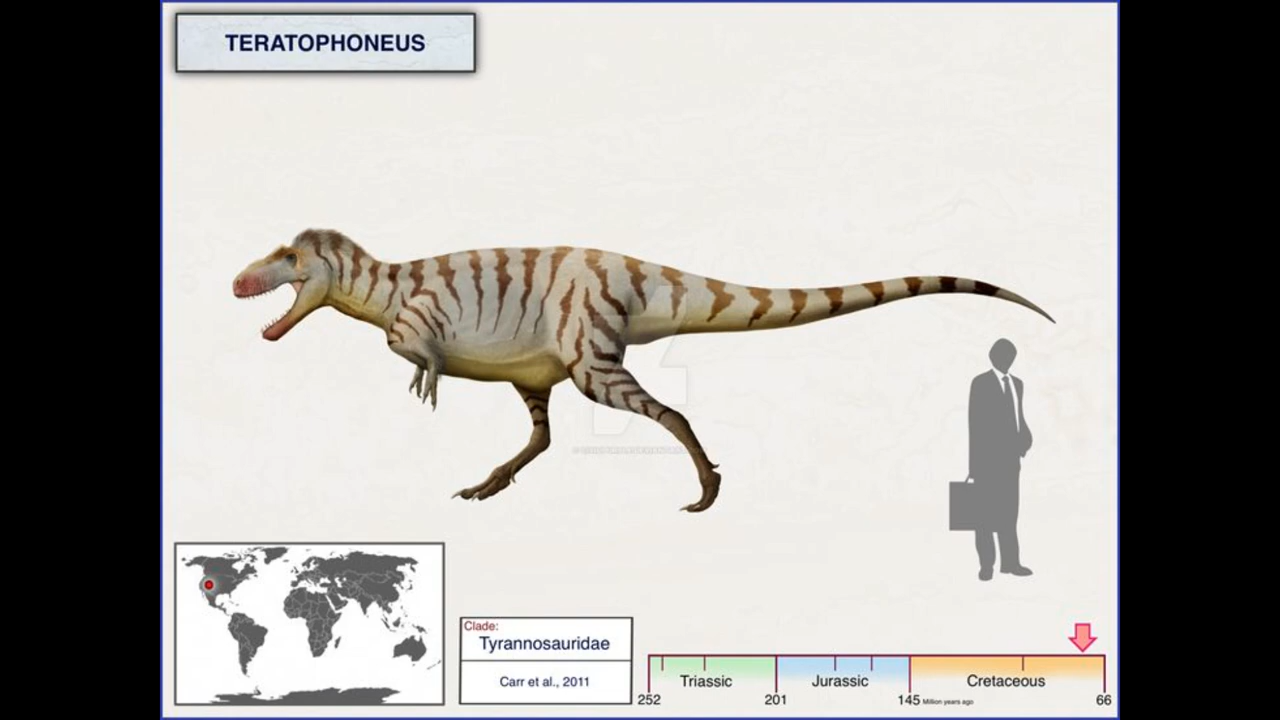 TERATOPHONEUS
Clade:
Tyrannosauridae
Carr et al., 2011
Triassic
Jurassic
Cretaceous
252
201
145 Million years ago
66